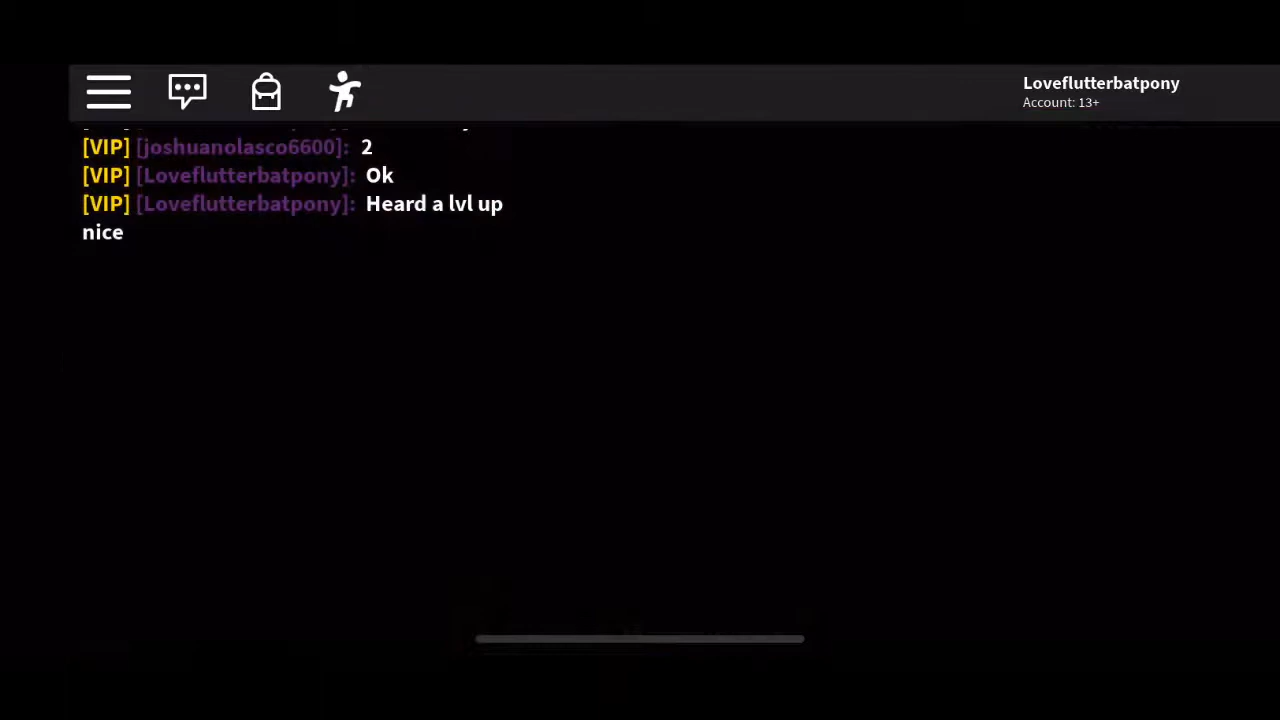 Loveflutterbatpony
Account: 13+
[VIP] [joshuanolasco6600]: 2
[VIP] [Loveflutterbatpony]: Ok
[VIP] [Loveflutterbatpony]: Heard a lvl up
nice